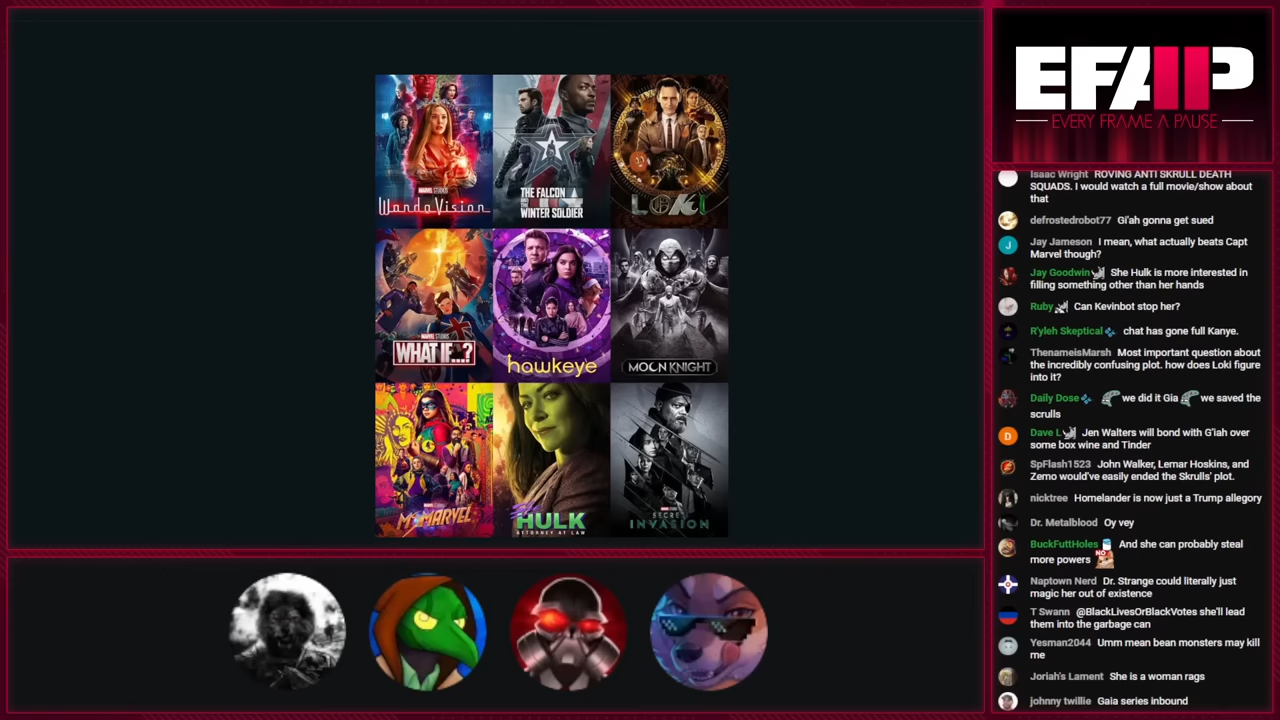 MARVEL STUDIOS
WandaVision
THE FALCON
WINTER SOLDIER
LOKI
MARVEL STUDIOS
WHAT IF...?
hawkeye
MOON KNIGHT
MS. MARVEL
HULK
ATTORNEY AT LAW
SECRET
INVASION
EFAP
EVERY FRAME A PAUSE
Isaac Wright ROVING ANTI SKRULL DEATH
SQUADS. I would watch a full movie/show about
that
defrostedrobot77 Gi'ah gonna get sued
J
Jay Jameson I mean, what actually beats Capt
Marvel though?
Jay Goodwin She Hulk is more interested in
filling something other than her hands
Ruby Can Kevinbot stop her?
R'yleh Skeptical chat has gone full Kanye.
ThenameisMarsh Most important question about
the incredibly confusing plot. how does Loki figure
into it?
Daily Dose we did it Gia we saved the
scrulls
D
Dave L Jen Walters will bond with G'iah over
some box wine and Tinder
SpFlash1523 John Walker, Lemar Hoskins, and
Zemo would've easily ended the Skrulls' plot.
nicktree Homelander is now just a Trump allegory
Dr. Metalblood Oy vey
BuckFuttHoles And she can probably steal
more powers NO
Naptown Nerd Dr. Strange could literally just
magic her out of existence
T Swann @BlackLivesOrBlackVotes she'll lead
them into the garbage can
Yesman2044 Umm mean bean monsters may kill
me
Joriah's Lament She is a woman rags
johnny twillie Gaia series inbound